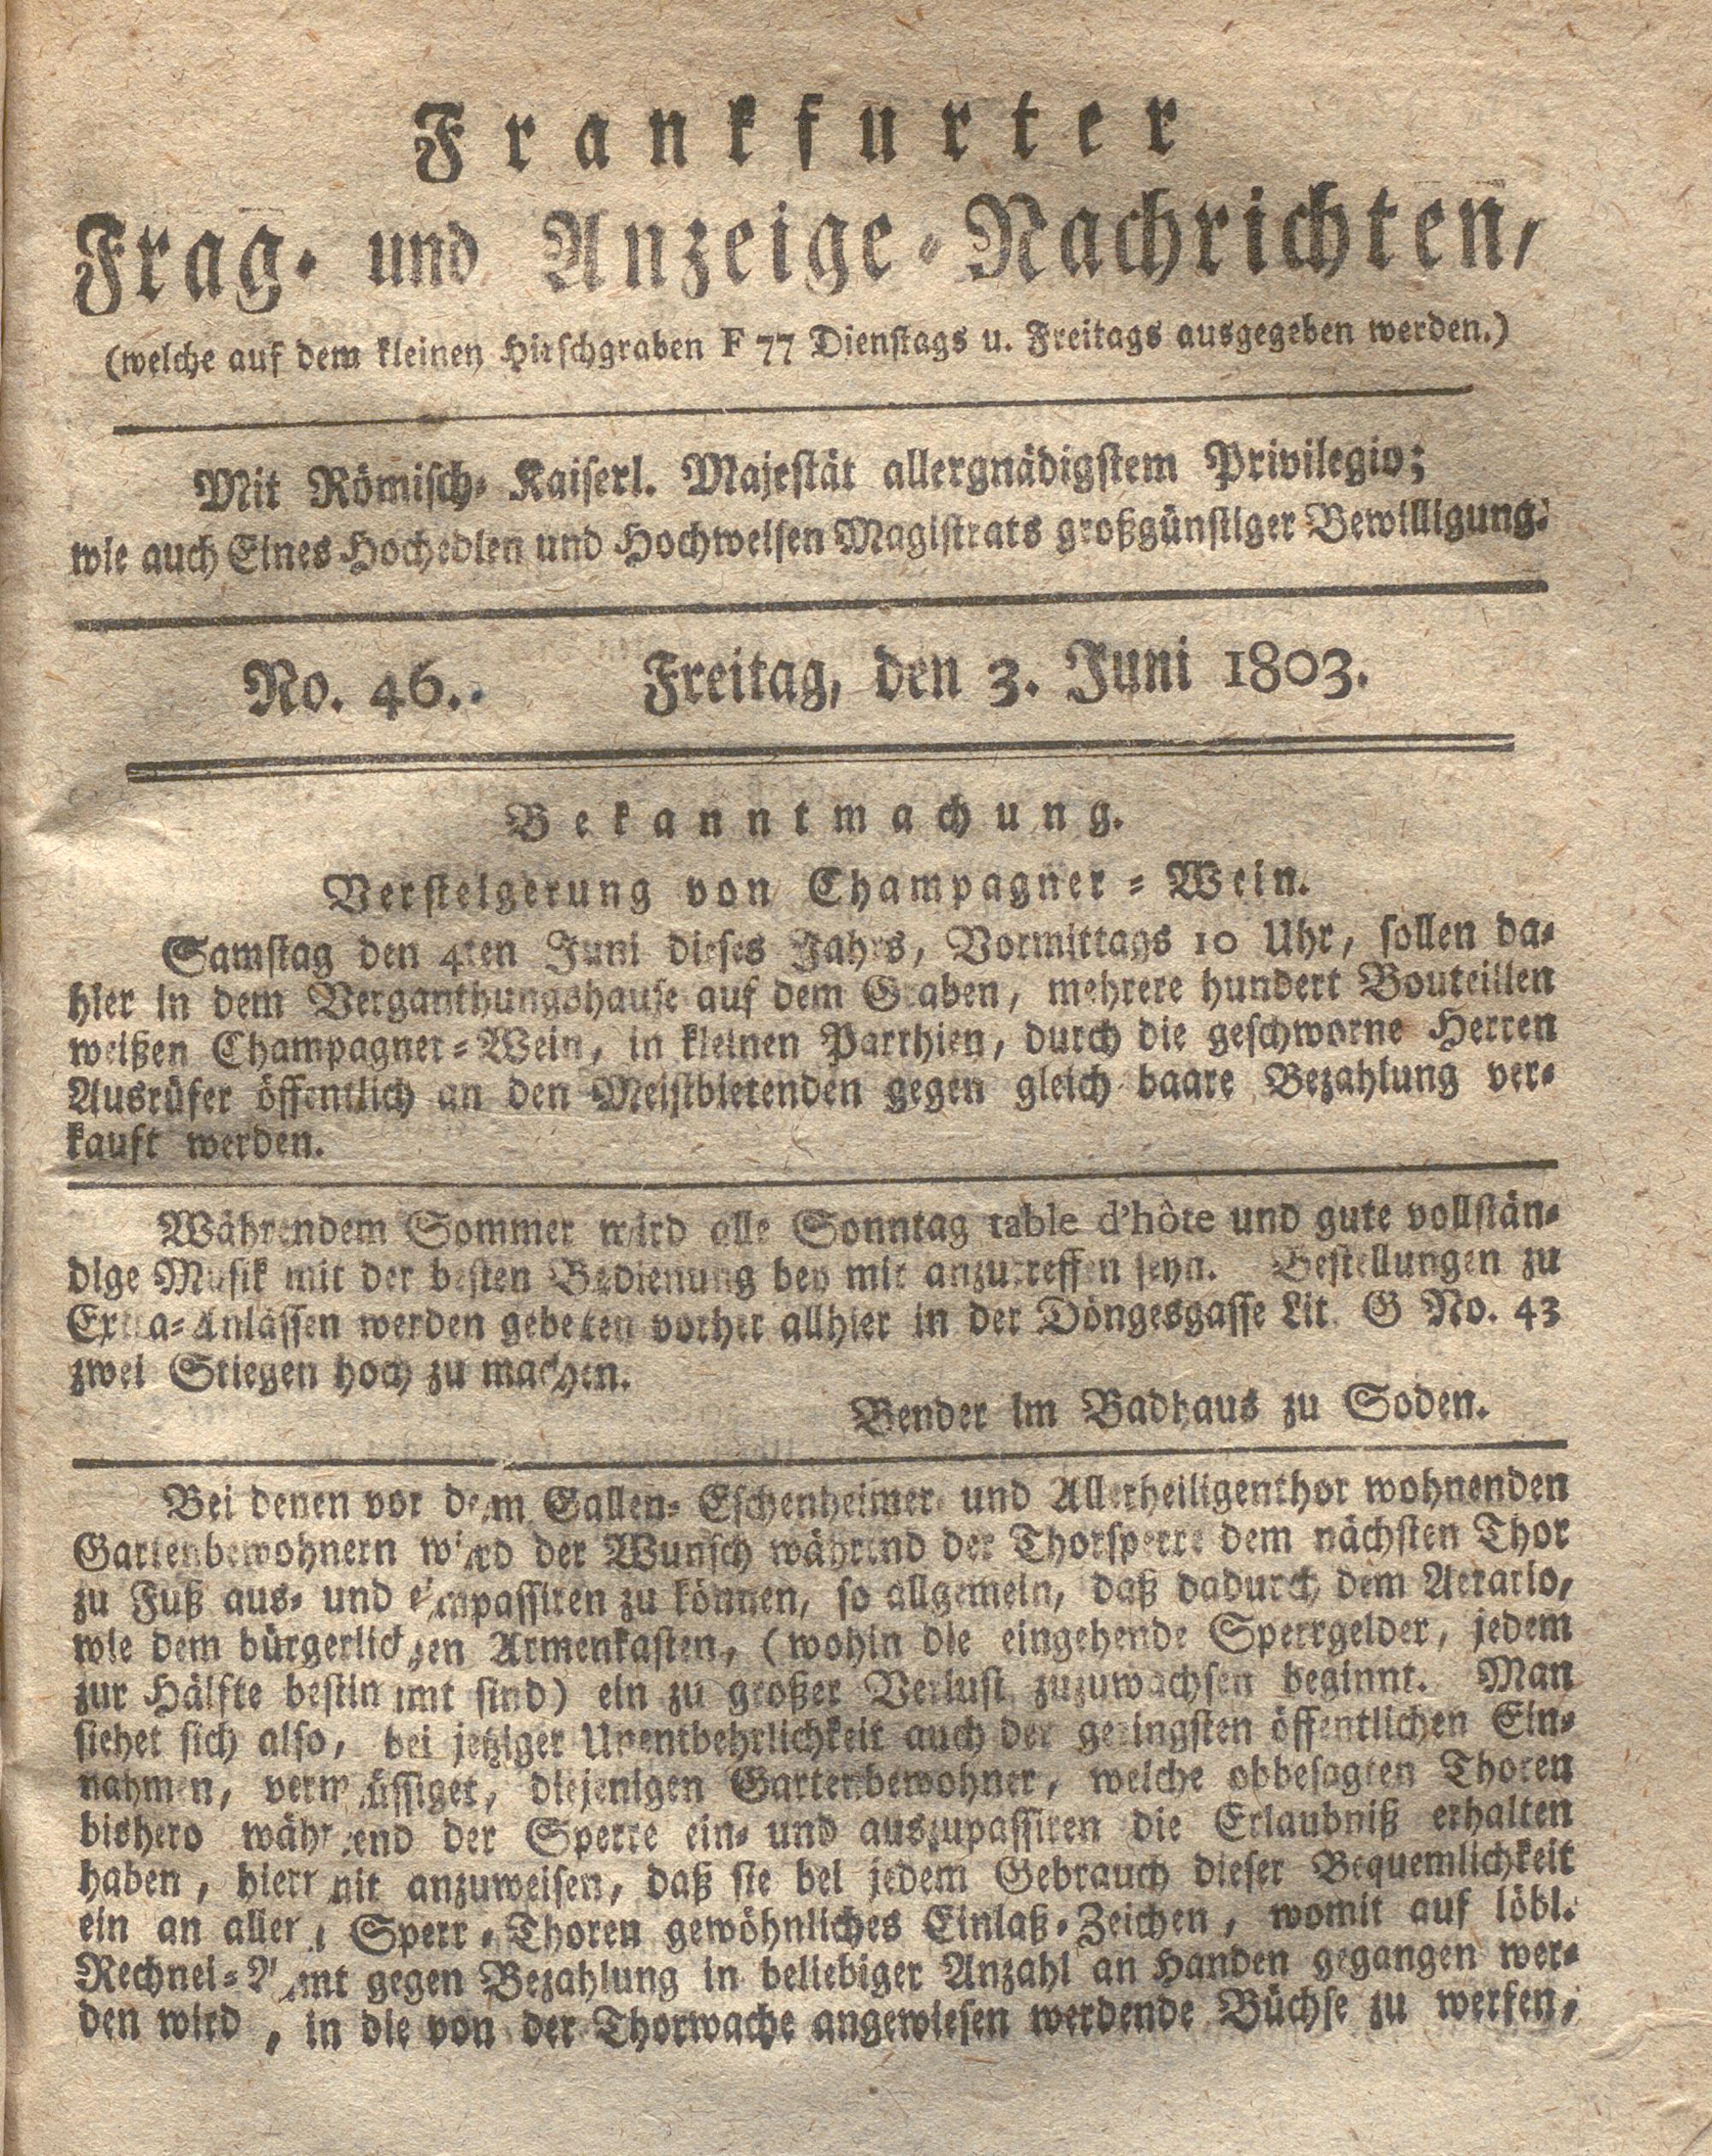 Frankfurter
Frag- und Anzeige-Nachrichten,
(welche auf dem kleinen Hirschgraben F 77 Dienstags u. Freitags ausgegeben werden.)
Mit Römisch- Kaiserl. Majestät allergnädigstem Privilegio;
wie auch Eines Hochedlen und Hochweisen Magistrats großgünstiger Bewilligung.
No. 46. Freitag, den 3. Juni 1803.
Bekanntmachung.
Versteigerung von Champagner-Wein.
Samstag den 4ten Juni dieses Jahrs, Vormittags 10 Uhr, sollen da-
hier in dem Verganthungshause auf dem Graben, mehrere hundert Bouteillen
weißen Champagner-Wein, in kleinen Parthien, durch die geschworne Herren
Ausrüfer öffentlich an den Meistbietenden gegen gleich baare Bezahlung ver-
kauft werden.
Währendem Sommer wird alle Sonntag table d'hôte und gute vollstän-
dige Musik mit der besten Bedienung bey mir anzutreffen seyn. Bestellungen zu
Extra-Anlässen werden gebeten vorher allhier in der Döngesgasse Lit. G No. 43
zwei Stiegen hoch zu machen.
Bender im Badhaus zu Soden.
Bei denen vor dem Gallen- Eschenheimer- und Allerheiligenthor wohnenden
Gartenbewohnern wird der Wunsch während der Thorsperre dem nächsten Thor
zu Fuß aus- und einpassiren zu können, so allgemein, daß dadurch dem Aerario,
wie dem bürgerlichen Armenkasten, (wohin die eingehende Sperrgelder, jedem
zur Hälfte bestimmt sind) ein zu großer Verlust zuzuwachsen beginnt. Man
siehet sich also, bei jetziger Unentbehrlichkeit auch der geringsten öffentlichen Ein-
nahmen, vermüssiget, diejenigen Gartenbewohner, welche obbesagten Thoren
bishero während der Sperre ein- und auszupassiren die Erlaubniß erhalten
haben, hiermit anzuweisen, daß sie bei jedem Gebrauch dieser Bequemlichkeit
ein an allen Sperr-Thoren gewöhnliches Einlaß-Zeichen, womit auf löbl.
Rechnei-Amt gegen Bezahlung in beliebiger Anzahl an Handen gegangen wer-
den wird, in die von der Thorwache angewiesen werdende Büchse zu werfen,